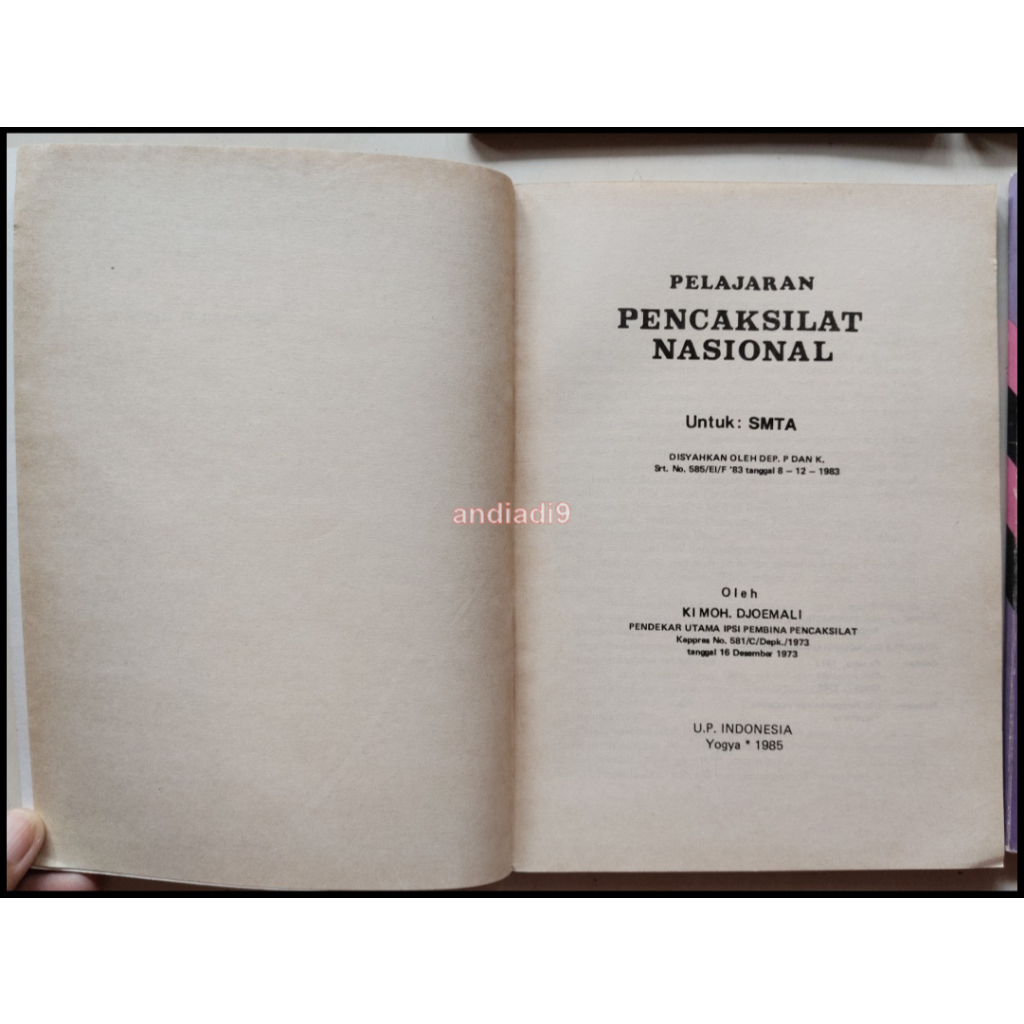 PELAJARAN
PENCAKSILAT
NASIONAL
Untuk: SMTA
DISYAHKAN OLEH DEP. P DAN K.
Srt. No. 585/EI/F '83 tanggal 8 – 12 – 1983
andiadi9
Oleh
KI MOH. DJOEMALI
PENDEKAR UTAMA IPSI PEMBINA PENCAKSILAT
Keppres No. 581/C/Depk./1973
tanggal 16 Desember 1973
U.P. INDONESIA
Yogya * 1985